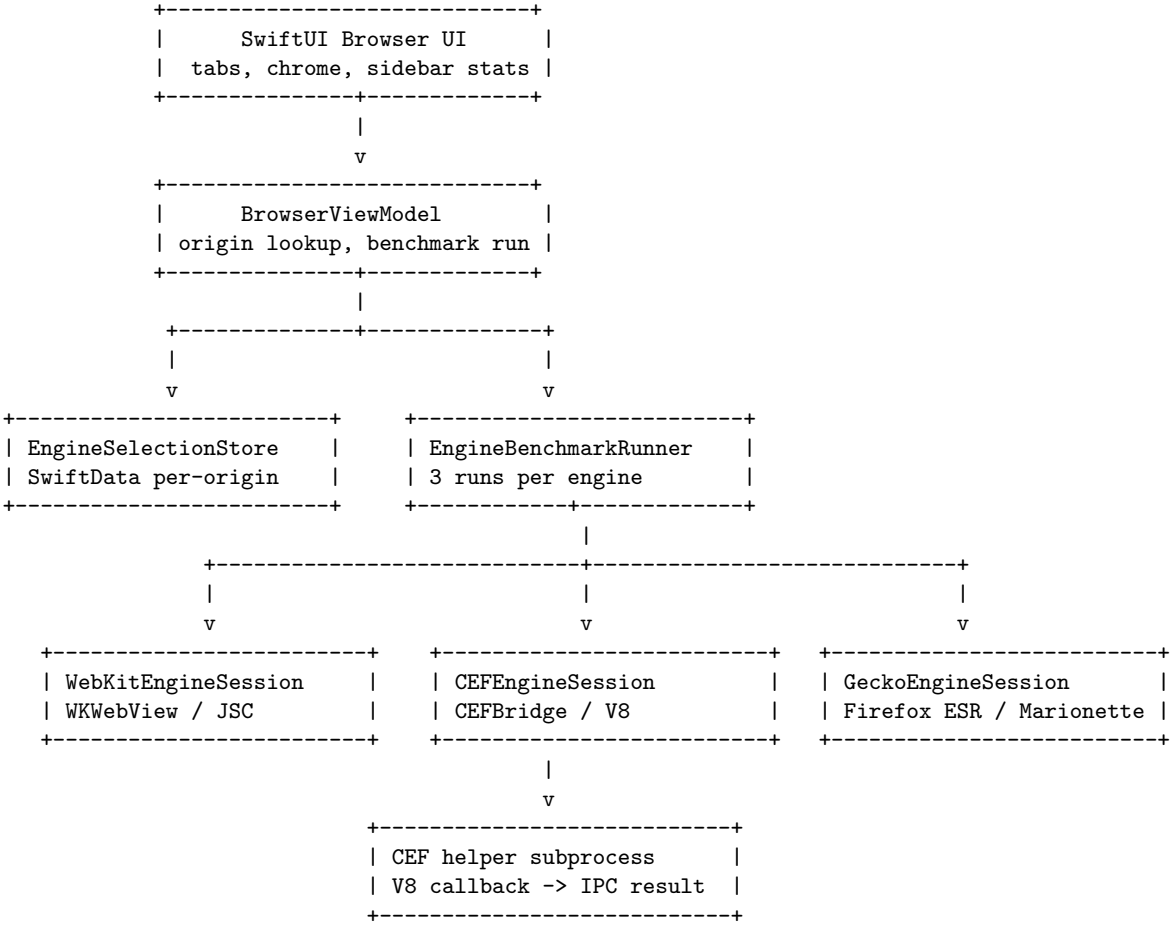 SwiftUI Browser UI
tabs, chrome, sidebar stats
v
BrowserViewModel
origin lookup, benchmark run
v v
EngineSelectionStore EngineBenchmarkRunner
SwiftData per-origin 3 runs per engine
v v v
WebKitEngineSession CEFEngineSession GeckoEngineSession
WKWebView / JSC CEFBridge / V8 Firefox ESR / Marionette
v
CEF helper subprocess
V8 callback -> IPC result